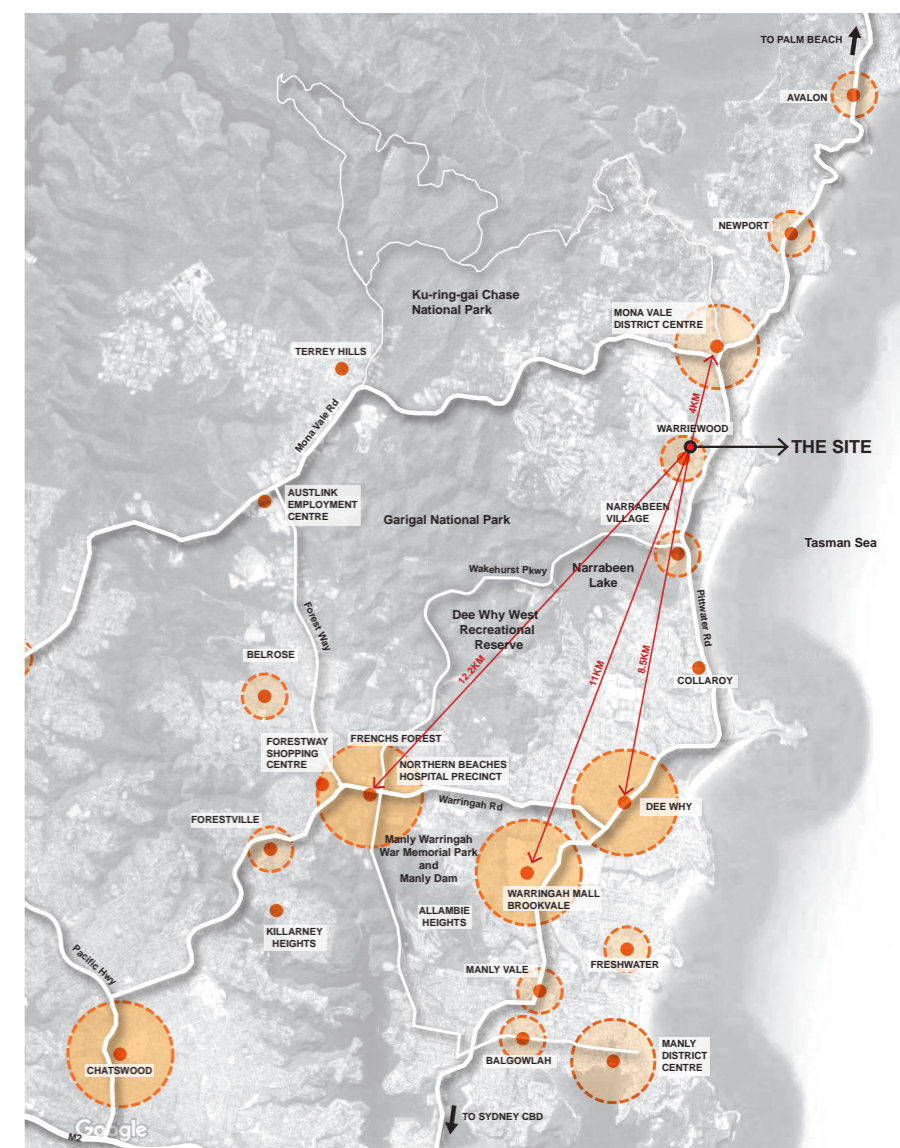 TO PALM BEACH
AVALON
NEWPORT
Ku-ring-gai Chase
National Park
MONA VALE
DISTRICT CENTRE
TERREY HILLS
4KM
Mona Vale Rd
WARRIEWOOD
THE SITE
AUSTLINK
EMPLOYMENT
CENTRE
NARRABEEN
VILLAGE
Garigal National Park
Tasman Sea
Wakehurst Pkwy
Narrabeen
Lake
Forest Way
Dee Why West
Recreational
Reserve
Pittwater Rd
BELROSE
12.2KM
11KM
8.5KM
COLLAROY
FORESTWAY
SHOPPING
CENTRE
FRENCHS FOREST
NORTHERN BEACHES
HOSPITAL PRECINCT
Warringah Rd
DEE WHY
FORESTVILLE
Manly Warringah
War Memorial Park
and
Manly Dam
WARRINGAH MALL
BROOKVALE
KILLARNEY
HEIGHTS
ALLAMBIE
HEIGHTS
Pacific Hwy
MANLY VALE
FRESHWATER
CHATSWOOD
BALGOWLAH
MANLY
DISTRICT
CENTRE
TO SYDNEY CBD
Google
M2